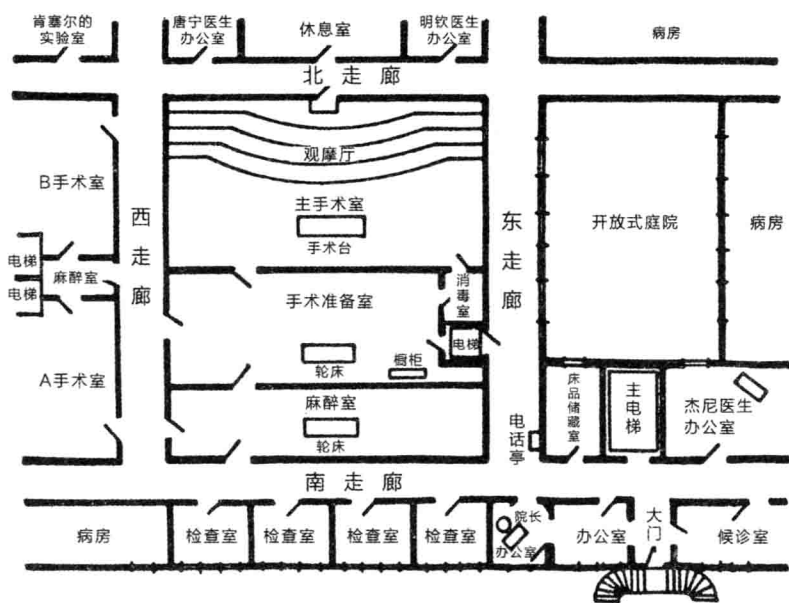 肯塞尔的
实验室
唐宁医生
办公室
休息室
明钦医生
办公室
病房
北走廊
观摩厅
B手术室
西走廊
主手术室
手术台
东走廊
开放式庭院
病房
电梯
电梯
麻醉室
手术准备室
消毒室
电梯
轮床
橱柜
A手术室
麻醉室
轮床
电话亭
床品储藏室
主电梯
杰尼医生
办公室
南走廊
病房
检查室
检查室
检查室
检查室
院长
办公室
办公室
大门
候诊室